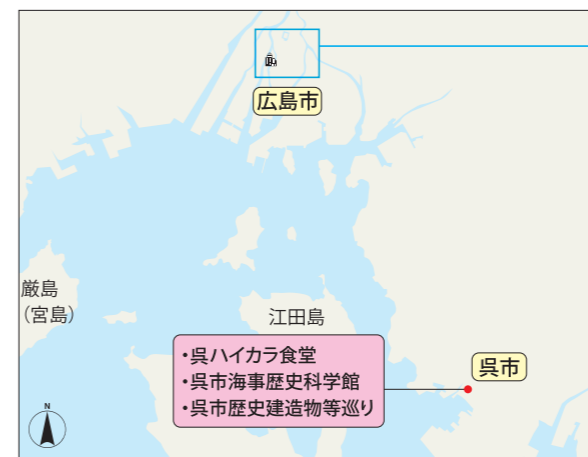 広島市
厳島
(宮島)
江田島
・呉ハイカラ食堂
・呉市海事歴史科学館
・呉市歴史建造物等巡り
呉市
N